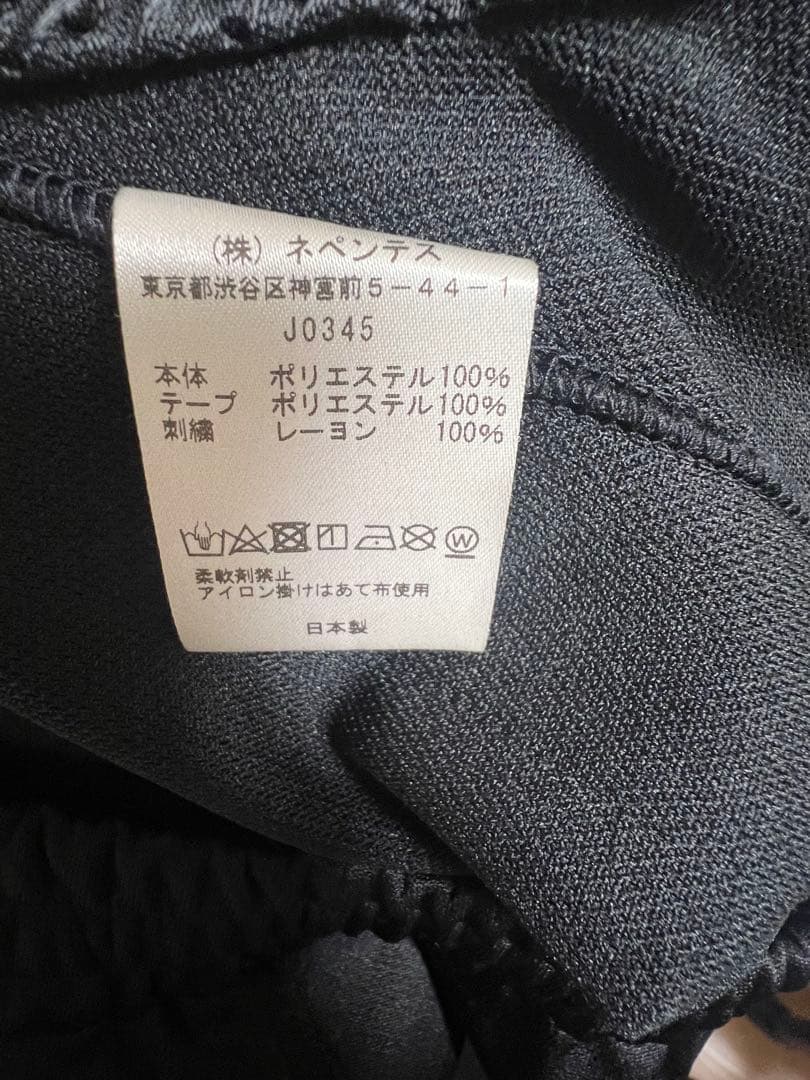 (株)ネペンテス
東京都渋谷区神宮前5-44-1
J0345
本体 ポリエステル100%
テープ ポリエステル100%
刺繍 レーヨン 100%
W
柔軟剤禁止
アイロン掛けはあて布使用
日本製